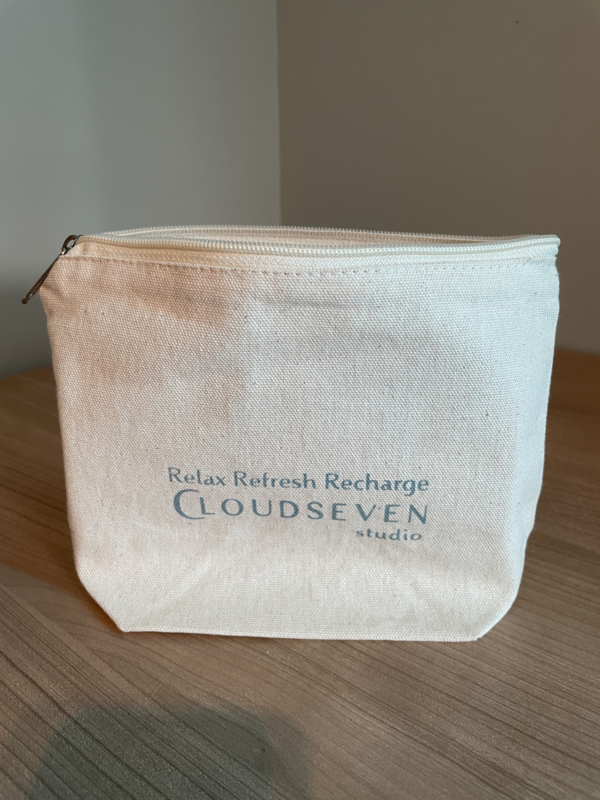 Relax Refresh Recharge
CLOUDSEVEN
studio